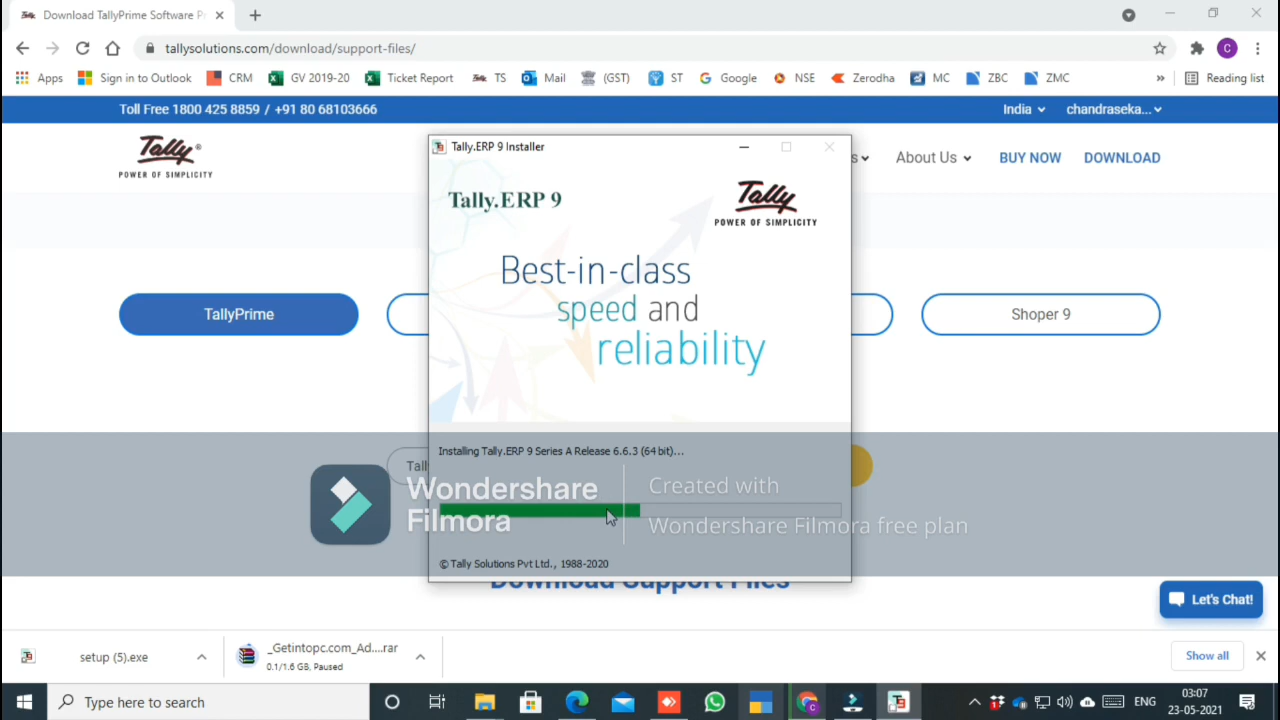 Download TallyPrime Software Pr
tallysolutions.com/download/support-files/
Apps Sign in to Outlook CRM GV 2019-20 Ticket Report TS Mail (GST) ST Google NSE Zerodha MC ZBC ZMC » Reading list
Toll Free 1800 425 8859 / +91 80 68103666 India chandraseka...
Tally
POWER OF SIMPLICITY
s About Us BUY NOW DOWNLOAD
Tally.ERP 9 Installer
Tally.ERP 9
Tally
POWER OF SIMPLICITY
Best-in-class
speed and
reliability
TallyPrime
Shoper 9
Installing Tally.ERP 9 Series A Release 6.6.3 (64 bit)...
Tall
Wondershare
Filmora
Created with
Wondershare Filmora free plan
© Tally Solutions Pvt Ltd., 1988-2020
Download Support Files
Let's Chat!
setup (5).exe
_Getintopc.com_Ad....rar
0.1/1.6 GB, Paused
Show all
Type here to search
ENG
03:07
23-05-2021